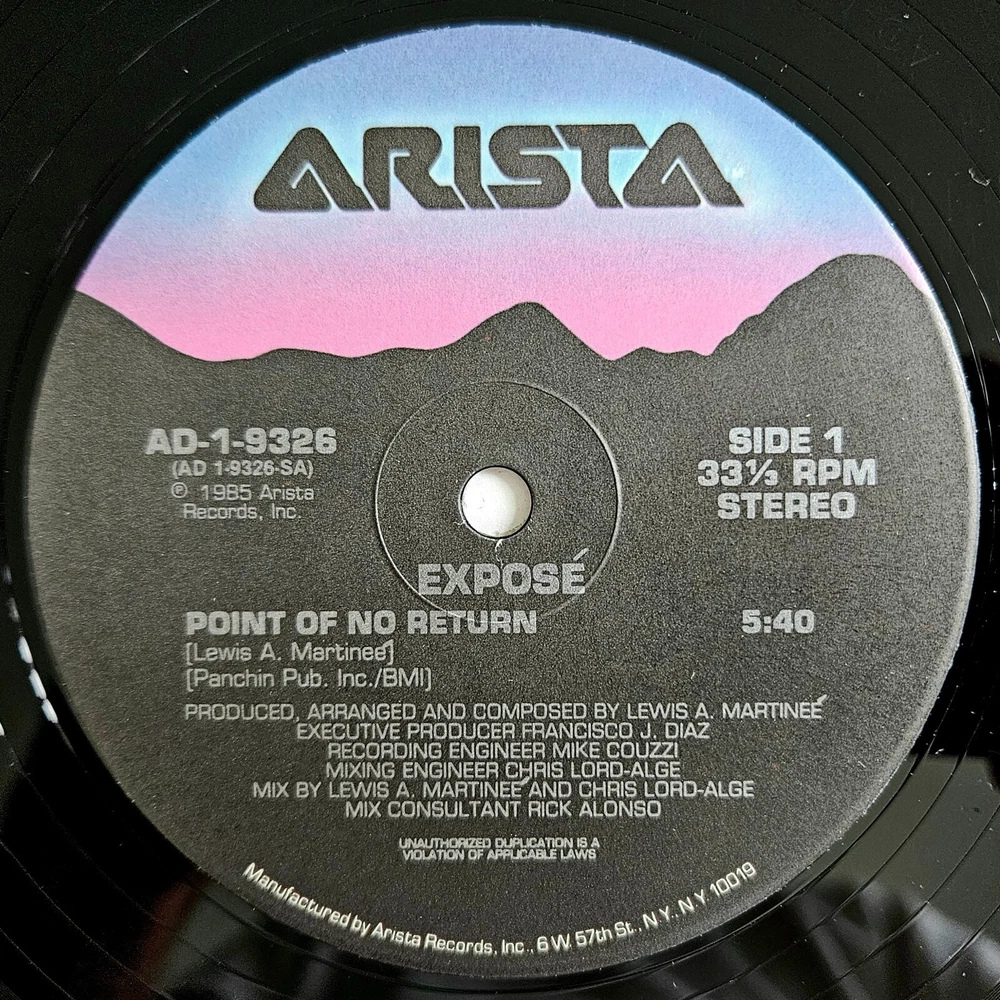 ARISTA
AD-1-9326
(AD 1-9326-SA)
℗ 1985 Arista
Records, Inc.
SIDE 1
33⅓ RPM
STEREO
EXPOSÉ
POINT OF NO RETURN 5:40
[Lewis A. Martineé]
[Panchin Pub. Inc./BMI]
PRODUCED, ARRANGED AND COMPOSED BY LEWIS A. MARTINEÉ
EXECUTIVE PRODUCER FRANCISCO J. DIAZ
RECORDING ENGINEER MIKE COUZZI
MIXING ENGINEER CHRIS LORD-ALGE
MIX BY LEWIS A. MARTINEÉ AND CHRIS LORD-ALGE
MIX CONSULTANT RICK ALONSO
UNAUTHORIZED DUPLICATION IS A
VIOLATION OF APPLICABLE LAWS
Manufactured by Arista Records, Inc., 6 W. 57th St., N.Y., N.Y. 10019